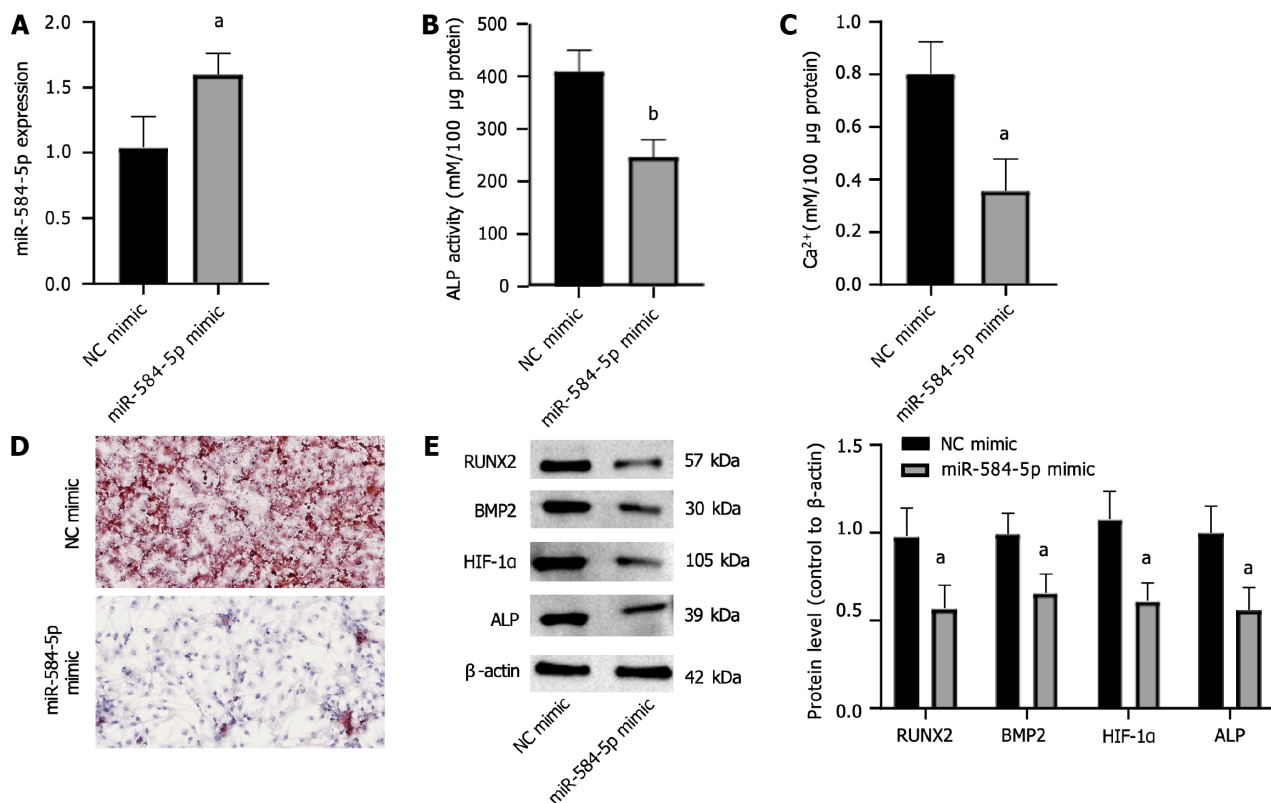 A
miR-584-5p expression
2.0
1.5
1.0
0.5
0.0
a
NC mimic
miR-584-5p mimic
B
ALP activity (mM/100 µg protein)
500
400
300
200
100
0
b
NC mimic
miR-584-5p mimic
C
Ca2+(mM/100 µg protein)
1.0
0.8
0.6
0.4
0.2
0.0
a
NC mimic
miR-584-5p mimic
D
NC mimic
miR-584-5p
mimic
E
RUNX2 57 kDa
BMP2 30 kDa
HIF-1α 105 kDa
ALP 39 kDa
β-actin 42 kDa
NC mimic
miR-584-5p mimic
Protein level (control to β-actin)
1.5
1.0
0.5
0.0
NC mimic
miR-584-5p mimic
a
a
a
a
RUNX2
BMP2
HIF-1α
ALP